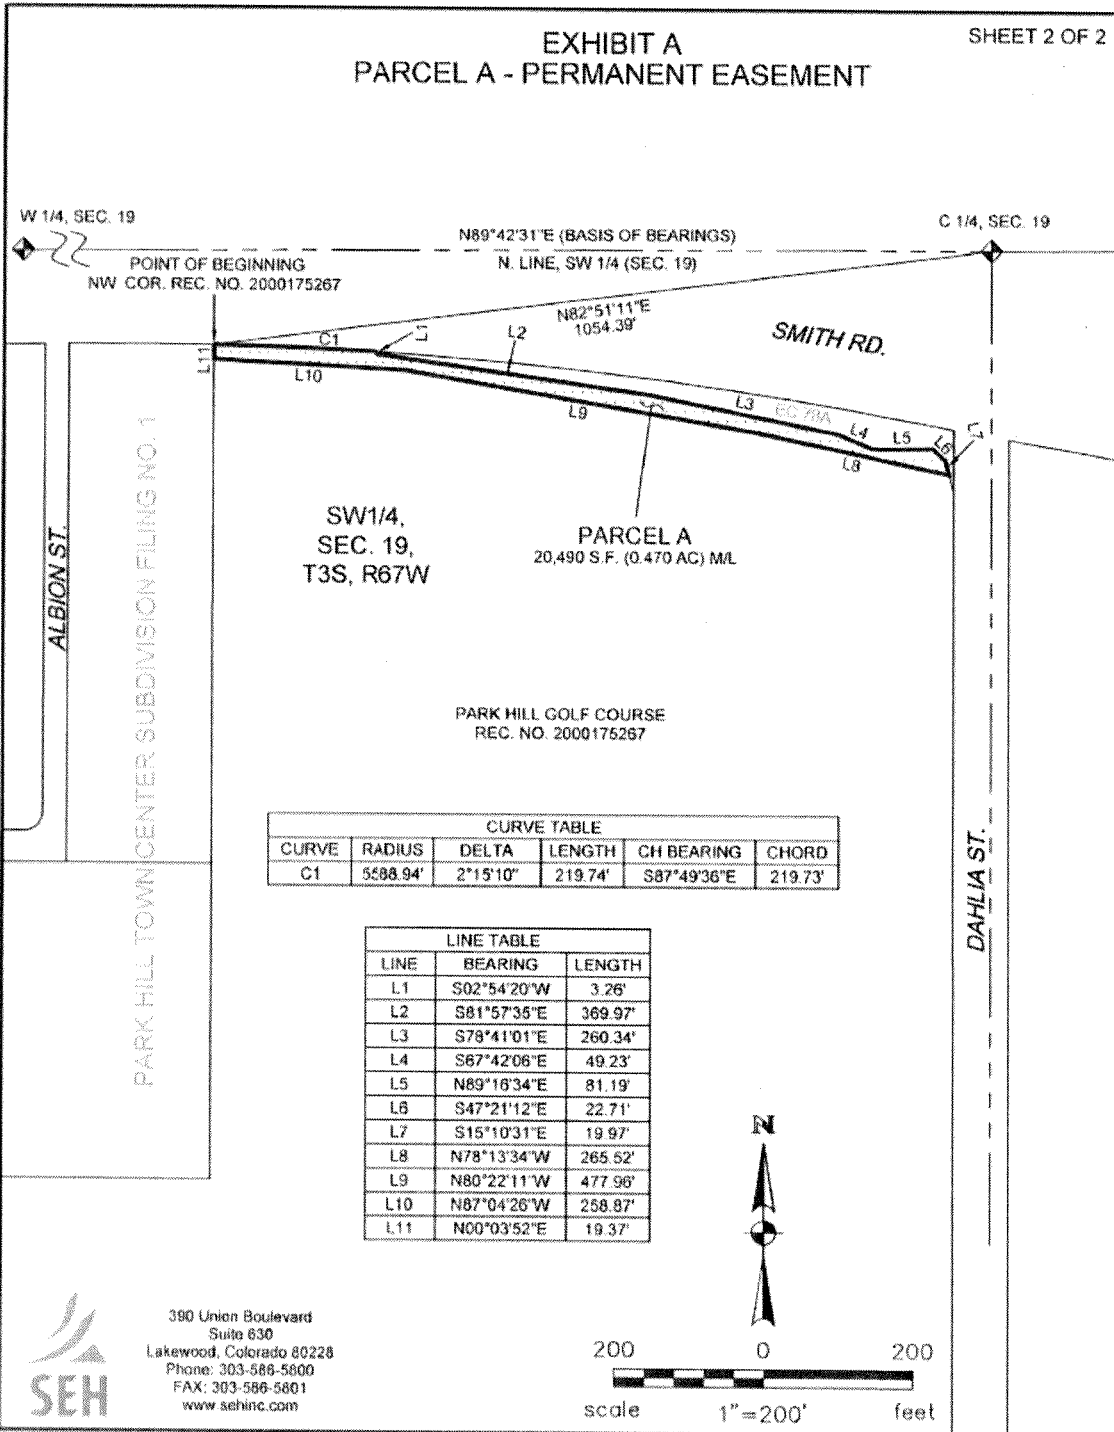 EXHIBIT A
PARCEL A - PERMANENT EASEMENT
SHEET 2 OF 2
W 1/4, SEC. 19
C 1/4, SEC. 19
N89°42'31"E (BASIS OF BEARINGS)
N. LINE, SW 1/4 (SEC. 19)
POINT OF BEGINNING
NW COR. REC. NO. 2000175267
N82°51'11"E
1054.39'
SMITH RD.
C1
L1
L2
L11
L10
L9
L3
EC 78A
L4
L5
L6
L7
L8
SW1/4,
SEC. 19,
T3S, R67W
PARCEL A
20,490 S.F. (0.470 AC) M/L
ALBION ST.
PARK HILL TOWN CENTER SUBDIVISION FILING NO. 1
PARK HILL GOLF COURSE
REC. NO. 2000175267
DAHLIA ST.
CURVE TABLE
CURVE RADIUS DELTA LENGTH CH BEARING CHORD
C1 5588.94' 2°15'10" 219.74' S87°49'36"E 219.73'
LINE TABLE
LINE BEARING LENGTH
L1 S02°54'20"W 3.26'
L2 S81°57'35"E 369.97'
L3 S78°41'01"E 260.34'
L4 S67°42'06"E 49.23'
L5 N89°16'34"E 81.19'
L6 S47°21'12"E 22.71'
L7 S15°10'31"E 19.97'
L8 N78°13'34"W 265.52'
L9 N80°22'11"W 477.96'
L10 N87°04'26"W 258.87'
L11 N00°03'52"E 19.37'
N
SEH
390 Union Boulevard
Suite 630
Lakewood, Colorado 80228
Phone: 303-586-5800
FAX: 303-586-5801
www.sehinc.com
200 0 200
scale 1"=200' feet